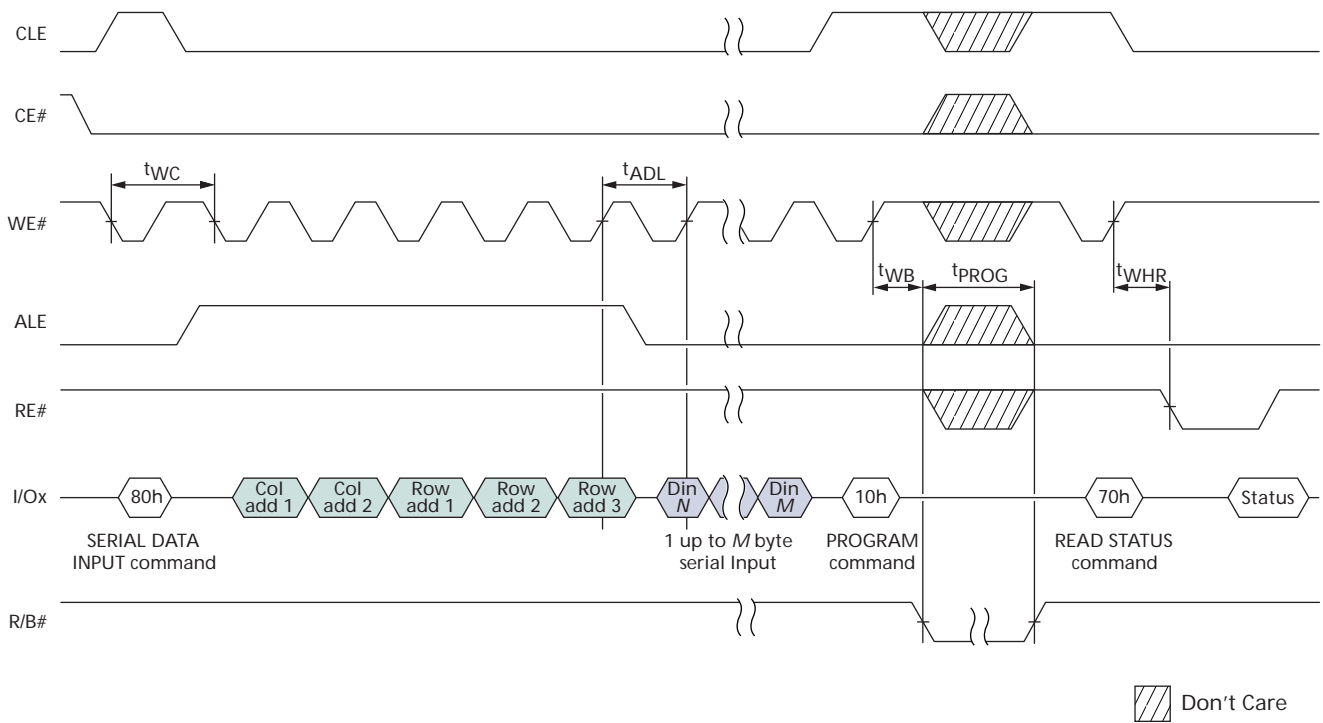 CLE
CE#
tWC
tADL
WE#
tWB
tPROG
tWHR
ALE
RE#
I/Ox
80h
Col add 1
Col add 2
Row add 1
Row add 2
Row add 3
Din N
Din M
10h
70h
Status
SERIAL DATA
INPUT command
1 up to M byte
serial Input
PROGRAM
command
READ STATUS
command
R/B#
Don't Care